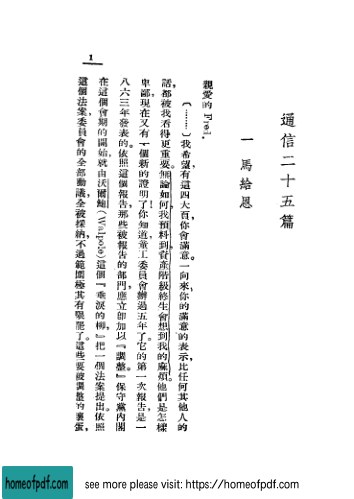 通信二十五篇
一 馬給恩
親愛的 Fred.
〔……〕我希望有這四大頁，你會滿意。一向來你的滿意的表示，比任何其他人的
話，都被我看得更重要。無論如何，我預料到資產階級終生會想到我的麻煩。他們是怎樣
卑鄙，現在又有一個新的證明！你知道，童工委員會辦過五年了。它的第一次報告是一
八六三年發表的。依照這個報告，那些被報告的部門，應立卽加以『調整』。保守黨內閣
在這個會期的開始，就由沃爾鮑(Walpole)這個『垂淚的柳』把一個法案提出。依照
這個法案，委員會的全部動議，全被採納，不過範圍極其有限罷了。這些要被調整的
1
homeofpdf.com
see more please visit: https://homeofpdf.com